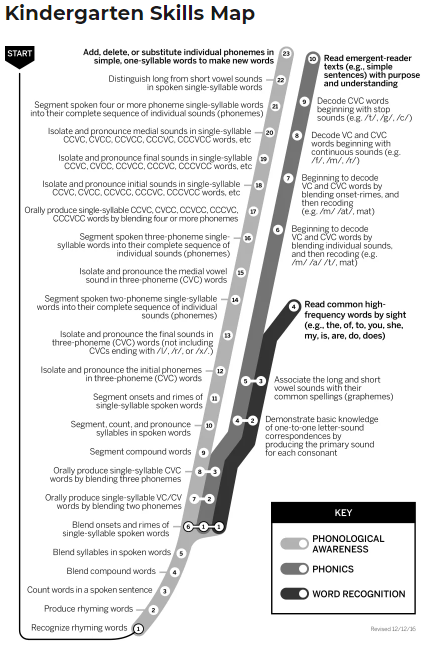 Kindergarten Skills Map
START
Add, delete, or substitute individual phonemes in
simple, one-syllable words to make new words
23
Distinguish long from short vowel sounds
in spoken single-syllable words
22
Segment spoken four or more phoneme single-syllable words
into their complete sequence of individual sounds (phonemes)
21
Isolate and pronounce medial sounds in single-syllable
CCVC, CVCC, CCVCC, CCCVC, CCCVCC words, etc
20
Isolate and pronounce final sounds in single-syllable
CCVC, CVCC, CCVCC, CCCVC, CCCVCC words, etc
19
Isolate and pronounce initial sounds in single-syllable
CCVC, CVCC, CCVCC, CCCVC, CCCVCC words, etc
18
Orally produce single-syllable CCVC, CVCC, CCVCC, CCCVC,
CCCVCC words by blending four or more phonemes
17
Segment spoken three-phoneme single-
syllable words into their complete sequence of
individual sounds (phonemes)
16
Isolate and pronounce the medial vowel
sound in three-phoneme (CVC) words
15
Segment spoken two-phoneme single-syllable
words into their complete sequence of individual
sounds (phonemes)
14
Isolate and pronounce the final sounds in
three-phoneme (CVC) words (not including
CVCs ending with /l/, /r/, or /x/.)
13
Isolate and pronounce the initial phonemes
in three-phoneme (CVC) words
12
Segment onsets and rimes of
single-syllable spoken words
11
Segment, count, and pronounce
syllables in spoken words
10
Segment compound words
9
Orally produce single-syllable CVC
words by blending three phonemes
8 3
Orally produce single-syllable VC/CV
words by blending two phonemes
7 2
Blend onsets and rimes of
single-syllable spoken words
6 1 1
Blend syllables in spoken words
5
Blend compound words
4
Count words in a spoken sentence
3
Produce rhyming words
2
Recognize rhyming words
1
10
Read emergent-reader
texts (e.g., simple
sentences) with purpose
and understanding
9
Decode CVC words
beginning with stop
sounds (e.g. /t/, /g/, /c/)
8
Decode VC and CVC
words beginning with
continuous sounds (e.g.
/f/, /m/, /r/)
7
Beginning to decode
VC and CVC words by
blending onset-rimes, and
then recoding
(e.g. /m/ /at/, mat)
6
Beginning to decode
VC and CVC words by
blending individual sounds,
and then recoding (e.g.
/m/ /a/ /t/, mat)
4
Read common high-
frequency words by sight
(e.g., the, of, to, you, she,
my, is, are, do, does)
5 3
Associate the long and short
vowel sounds with their
common spellings (graphemes)
4 2
Demonstrate basic knowledge
of one-to-one letter-sound
correspondences by
producing the primary sound
for each consonant
KEY
PHONOLOGICAL
AWARENESS
PHONICS
WORD RECOGNITION
Revised 12/12/16